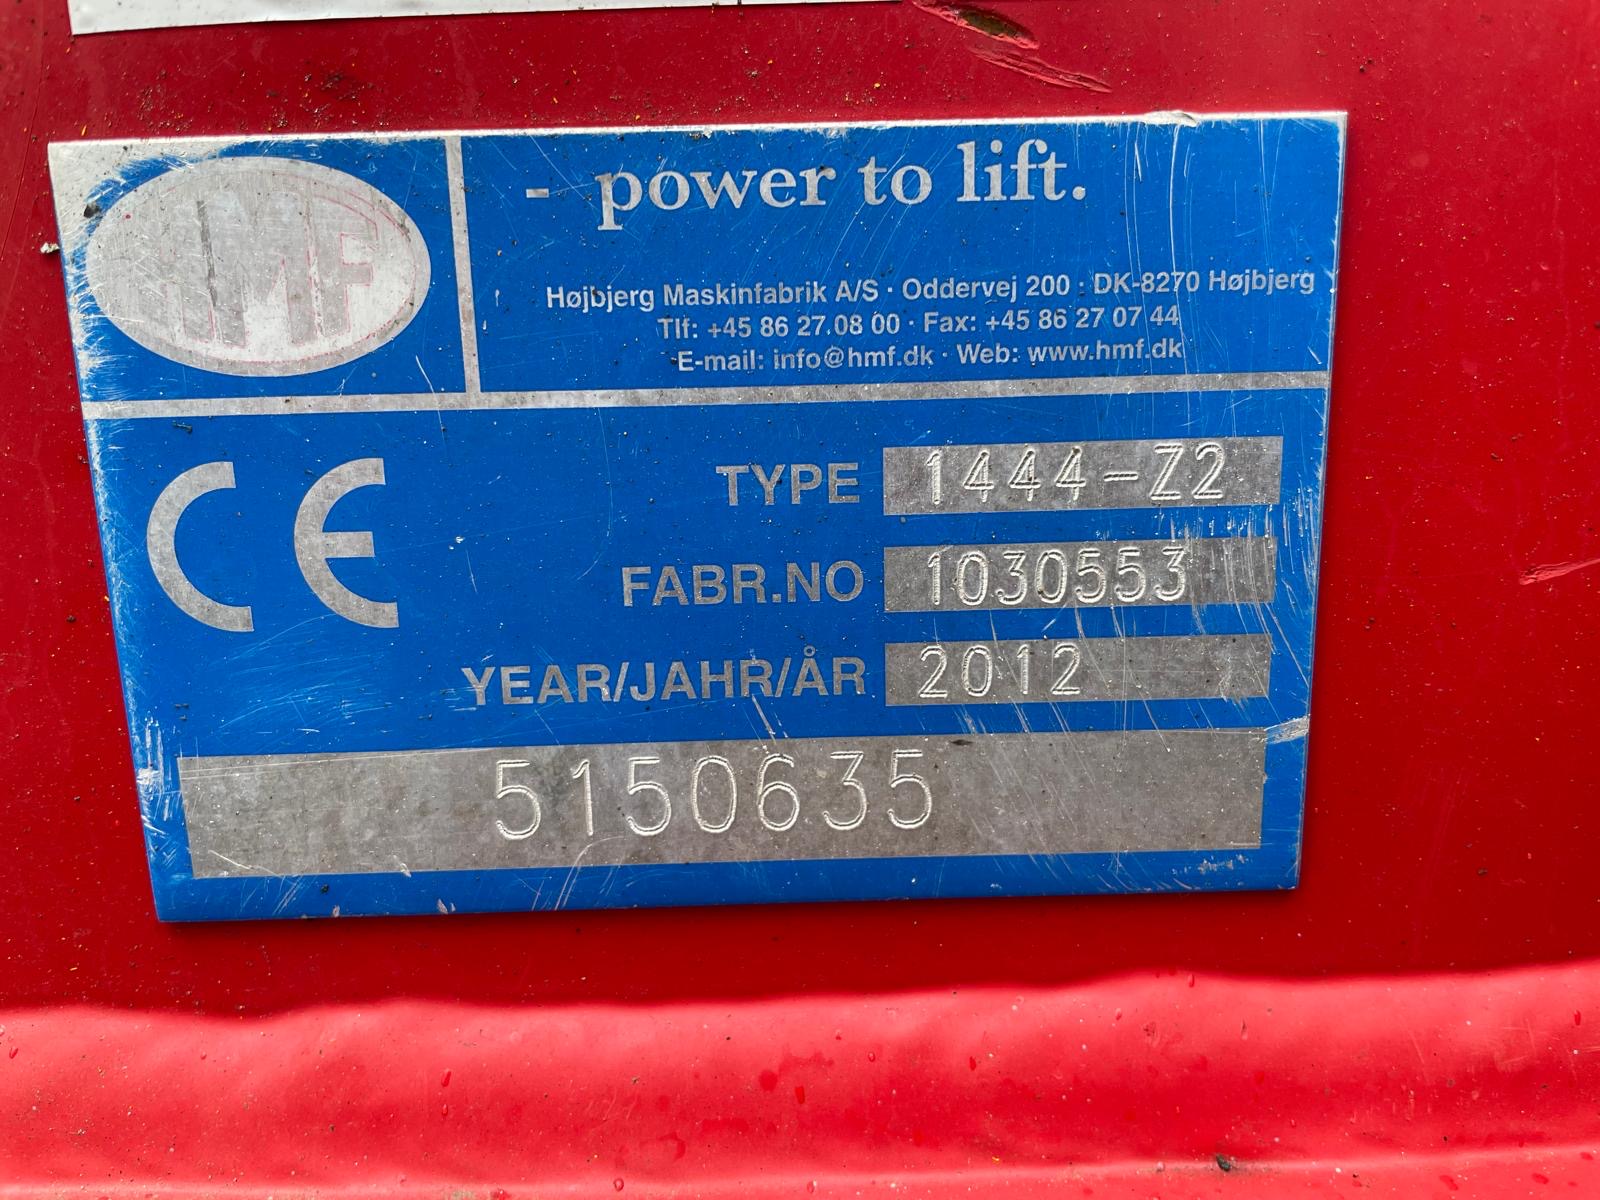 HMF
- power to lift.
Højbjerg Maskinfabrik A/S · Oddervej 200 · DK-8270 Højbjerg
Tlf: +45 86 27 08 00 · Fax: +45 86 27 07 44
E-mail: info@hmf.dk · Web: www.hmf.dk
CE
TYPE 1444-Z2
FABR.NO 1030553
YEAR/JAHR/ÅR 2012
5150635